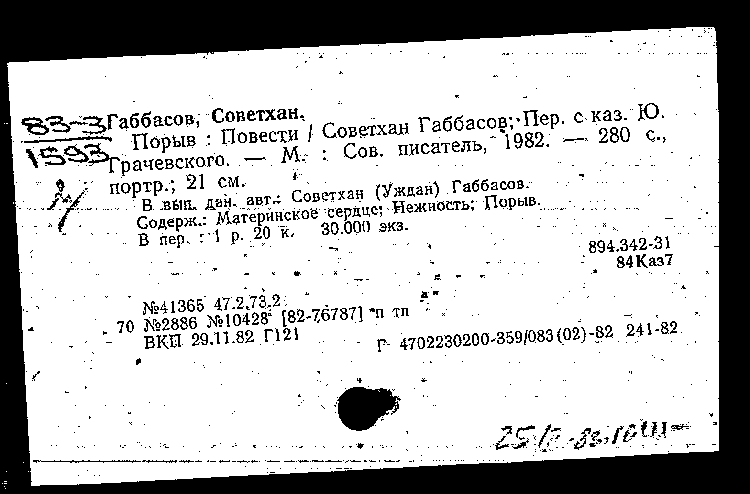 83-3
1593
Габбасов, Советхан.
Порыв : Повести / Советхан Габбасов; Пер. с каз. Ю.
Грачевского. — М. : Сов. писатель, 1982. — 280 с.,
портр.; 21 см.
В вып. дан. авт.: Советхан (Уждан) Габбасов.
Содерж.: Материнское сердце; Нежность; Порыв.
В пер. : 1 р. 20 к. 30.000 экз.
894.342-31
84Каз7
№41365 47.2.73.2
70 №2886 №10428 [82-76787] п тп
ВКП 29.11.82 Г121
Г 4702230200-359/083(02)-82 241-82